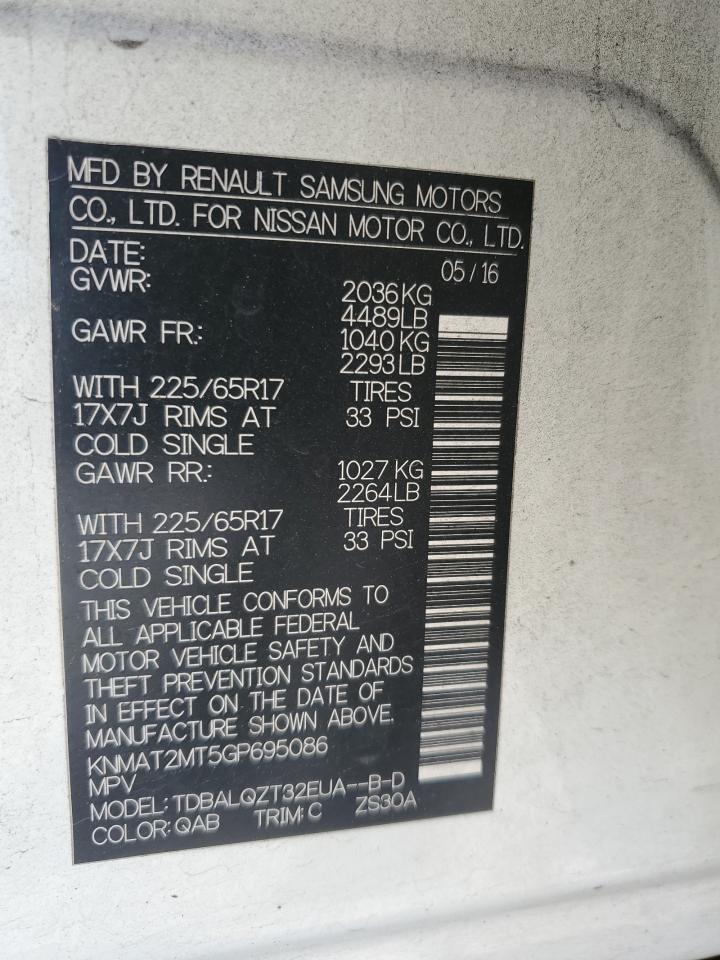 MFD BY RENAULT SAMSUNG MOTORS
CO., LTD. FOR NISSAN MOTOR CO., LTD.
DATE: 05 / 16
GVWR: 2036 KG
4489 LB
GAWR FR.: 1040 KG
2293 LB
WITH 225/65R17 TIRES
17X7J RIMS AT 33 PSI
COLD SINGLE
GAWR RR.: 1027 KG
2264 LB
WITH 225/65R17 TIRES
17X7J RIMS AT 33 PSI
COLD SINGLE
THIS VEHICLE CONFORMS TO
ALL APPLICABLE FEDERAL
MOTOR VEHICLE SAFETY AND
THEFT PREVENTION STANDARDS
IN EFFECT ON THE DATE OF
MANUFACTURE SHOWN ABOVE.
KNMAT2MT5GP695086
MPV
MODEL: TDBALQZT32EUA--B-D
COLOR: QAB TRIM: C ZS30A